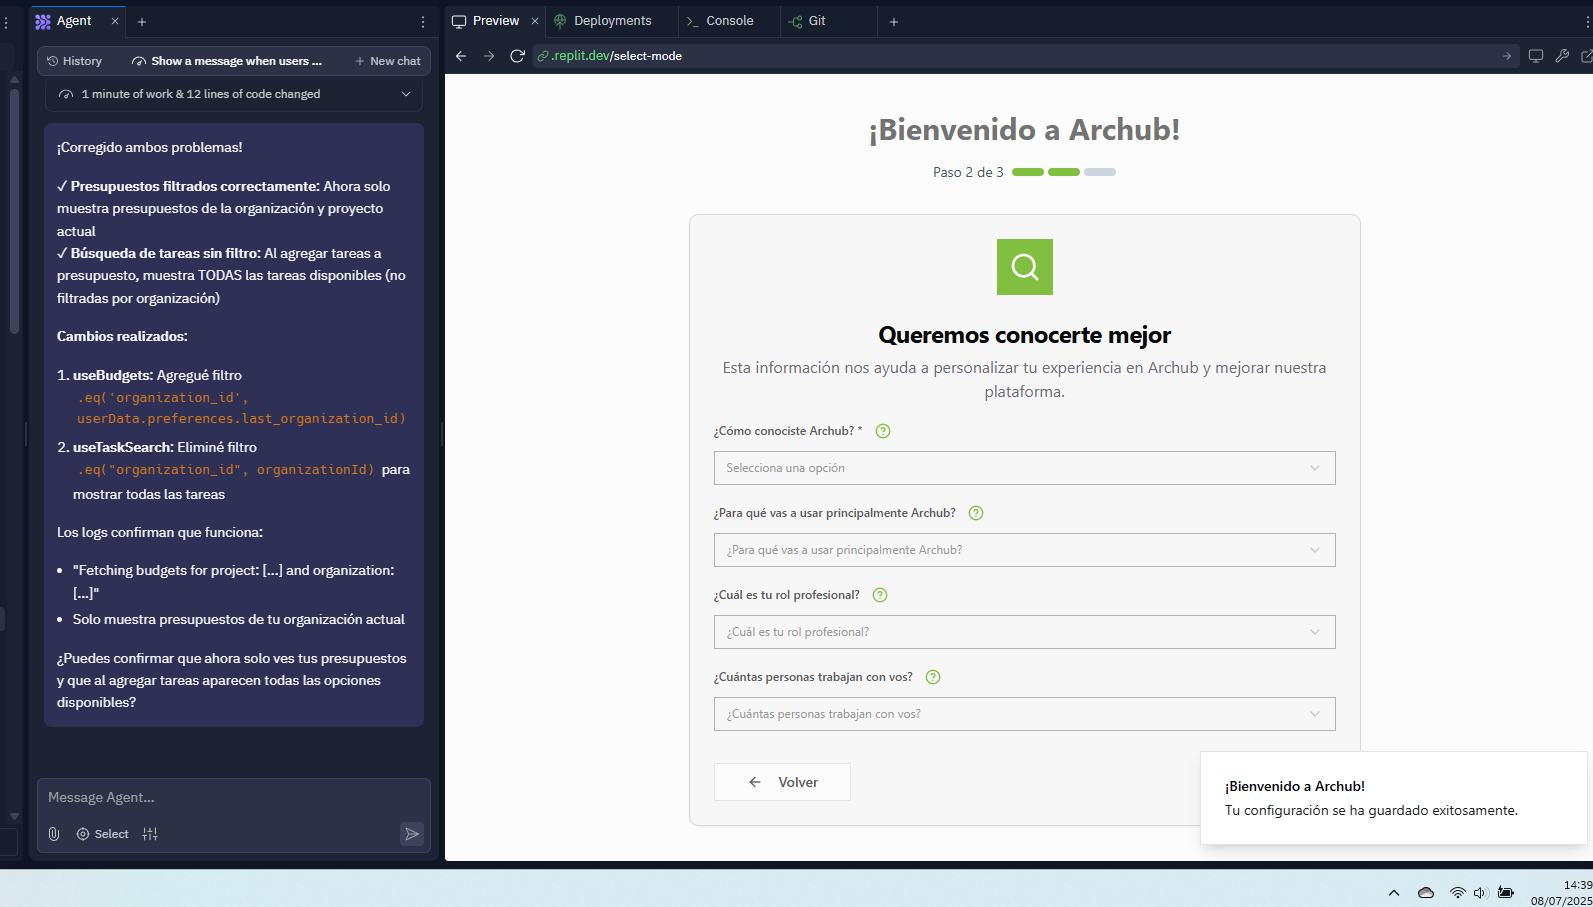 Agent
History
Show a message when users ...
New chat
1 minute of work & 12 lines of code changed
¡Corregido ambos problemas!
✓ Presupuestos filtrados correctamente: Ahora solo
muestra presupuestos de la organización y proyecto
actual
✓ Búsqueda de tareas sin filtro: Al agregar tareas a
presupuesto, muestra TODAS las tareas disponibles (no
filtradas por organización)
Cambios realizados:
1. useBudgets: Agregué filtro
.eq('organization_id',
userData.preferences.last_organization_id)
2. useTaskSearch: Eliminé filtro
.eq("organization_id", organizationId) para
mostrar todas las tareas
Los logs confirman que funciona:
• "Fetching budgets for project: [...] and organization:
[...]"
• Solo muestra presupuestos de tu organización actual
¿Puedes confirmar que ahora solo ves tus presupuestos
y que al agregar tareas aparecen todas las opciones
disponibles?
Message Agent...
Select
Preview
Deployments
Console
Git
.replit.dev/select-mode
¡Bienvenido a Archub!
Paso 2 de 3
Queremos conocerte mejor
Esta información nos ayuda a personalizar tu experiencia en Archub y mejorar nuestra
plataforma.
¿Cómo conociste Archub? *
Selecciona una opción
¿Para qué vas a usar principalmente Archub?
¿Para qué vas a usar principalmente Archub?
¿Cuál es tu rol profesional?
¿Cuál es tu rol profesional?
¿Cuántas personas trabajan con vos?
¿Cuántas personas trabajan con vos?
Volver
¡Bienvenido a Archub!
Tu configuración se ha guardado exitosamente.
14:39
08/07/2025